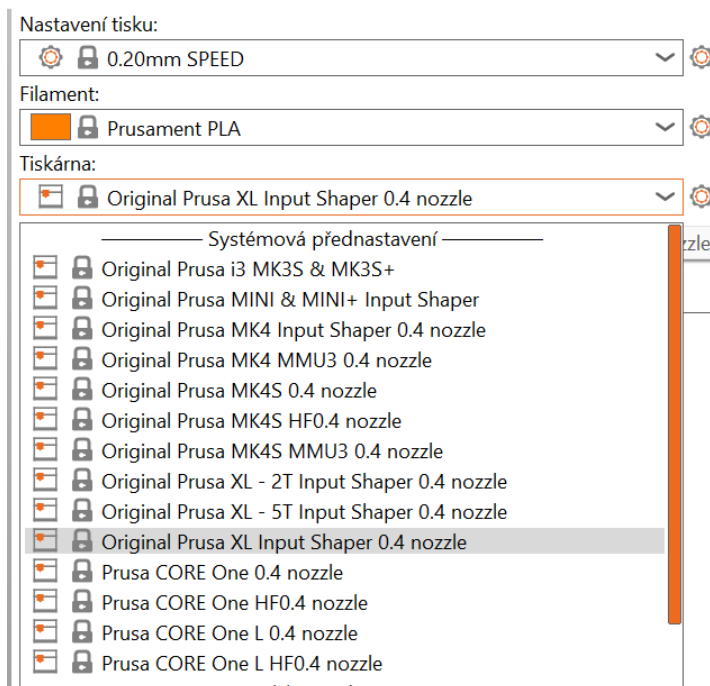 Nastavení tisku:
0.20mm SPEED
Filament:
Prusament PLA
Tiskárna:
Original Prusa XL Input Shaper 0.4 nozzle
Systémová přednastavení
zzle
Original Prusa i3 MK3S & MK3S+
Original Prusa MINI & MINI+ Input Shaper
Original Prusa MK4 Input Shaper 0.4 nozzle
Original Prusa MK4 MMU3 0.4 nozzle
Original Prusa MK4S 0.4 nozzle
Original Prusa MK4S HF0.4 nozzle
Original Prusa MK4S MMU3 0.4 nozzle
Original Prusa XL - 2T Input Shaper 0.4 nozzle
Original Prusa XL - 5T Input Shaper 0.4 nozzle
Original Prusa XL Input Shaper 0.4 nozzle
Prusa CORE One 0.4 nozzle
Prusa CORE One HF0.4 nozzle
Prusa CORE One L 0.4 nozzle
Prusa CORE One L HF0.4 nozzle